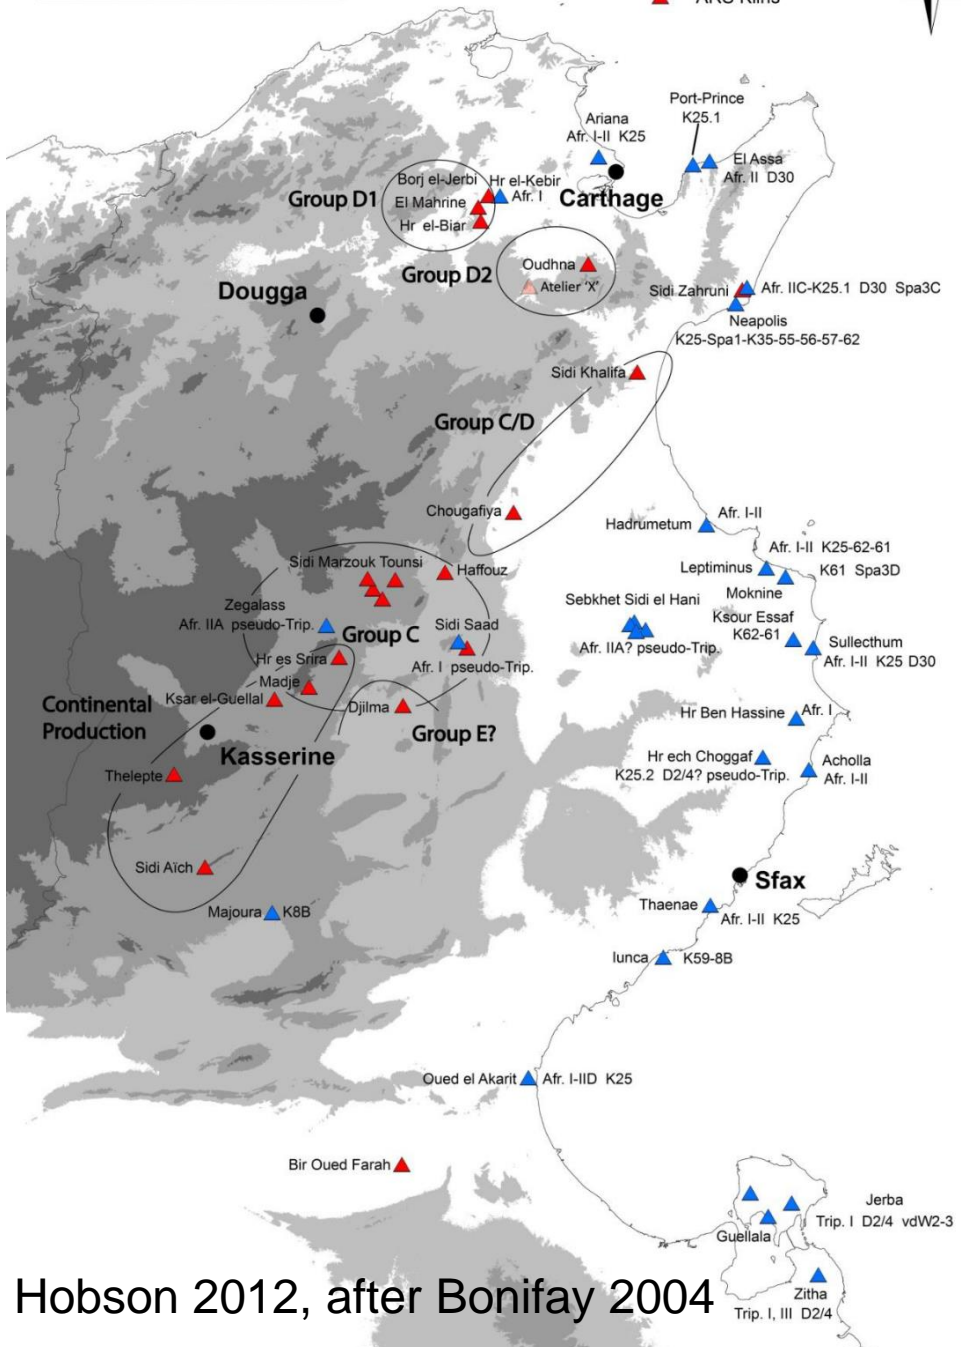 ARS Kilns
Port-Prince
K25.1
Ariana
Afr. I-II K25
El Assa
Afr. II D30
Carthage
Group D1
Borj el-Jerbi
Hr el-Kebir
Afr. I
El Mahrine
Hr el-Biar
Group D2
Oudhna
Atelier 'X'
Dougga
Sidi Zahruni
Afr. IIC-K25.1 D30 Spa3C
Neapolis
K25-Spa1-K35-55-56-57-62
Sidi Khalifa
Group C/D
Chougafiya
Hadrumetum
Afr. I-II
Afr. I-II K25-62-61
Leptiminus
K61 Spa3D
Moknine
Sidi Marzouk Tounsi
Haffouz
Zegalass
Afr. IIA pseudo-Trip.
Group C
Sidi Saad
Afr. I pseudo-Trip.
Sebkhet Sidi el Hani
Afr. IIA? pseudo-Trip.
Ksour Essaf
K62-61
Sullecthum
Afr. I-II K25 D30
Hr es Srira
Madje
Ksar el-Guellal
Djilma
Group E?
Continental
Production
Kasserine
Hr Ben Hassine
Afr. I
Hr ech Choggaf
K25.2 D2/4? pseudo-Trip.
Acholla
Afr. I-II
Thelepte
Sidi Aïch
Majoura
K8B
Sfax
Thaenae
Afr. I-II K25
Iunca
K59-8B
Oued el Akarit
Afr. I-IID K25
Bir Oued Farah
Jerba
Trip. I D2/4 vdW2-3
Guellala
Zitha
Trip. I, III D2/4
Hobson 2012, after Bonifay 2004